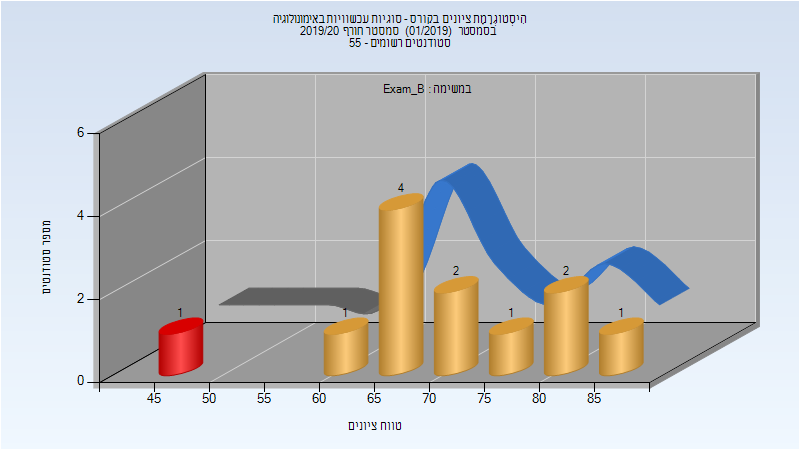 היסטוגרמת ציונים בקורס - סוגיות עכשוויות באימונולוגיה
בסמסטר (01/2019) סמסטר חורף 2019/20
סטודנטים רשומים - 55
במשימה : Exam_B
מספר סטודנטים
6
4
2
0
1
1
4
2
1
2
1
45 50 55 60 65 70 75 80 85
טווח ציונים